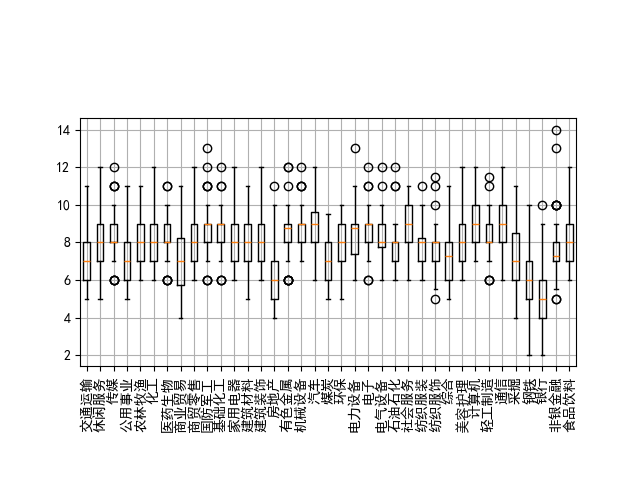 14
12
10
8
6
4
2
交通运输
休闲服务
传媒
公用事业
农林牧渔
化工
医药生物
商业贸易
商贸零售
国防军工
基础化工
家用电器
建筑材料
建筑装饰
房地产
有色金属
机械设备
汽车
煤炭
环保
电力设备
电子
电气设备
石油石化
社会服务
纺织服装
纺织服饰
综合
美容护理
计算机
轻工制造
通信
采掘
钢铁
银行
非银金融
食品饮料